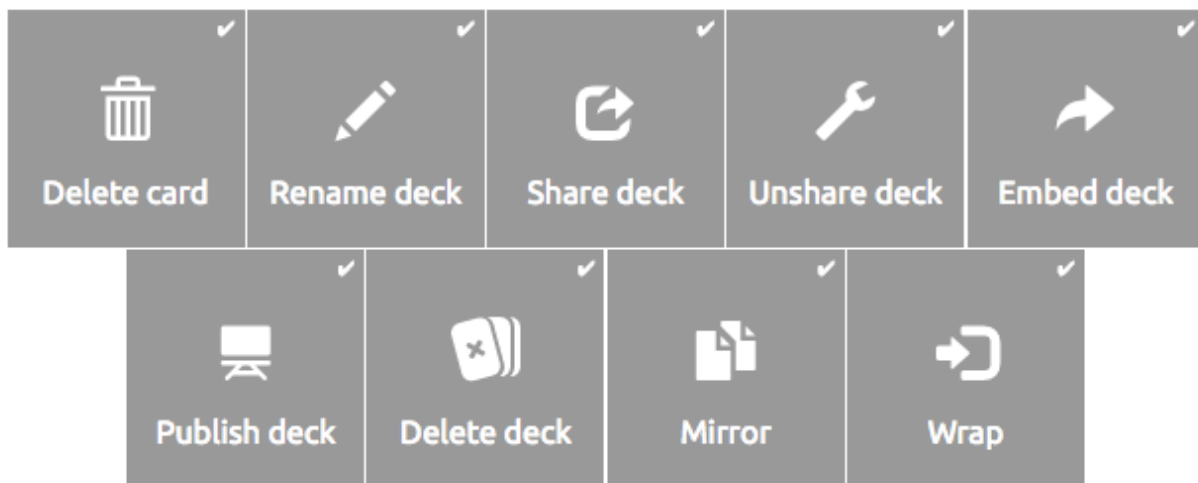 Delete card
Rename deck
Share deck
Unshare deck
Embed deck
Publish deck
Delete deck
Mirror
Wrap